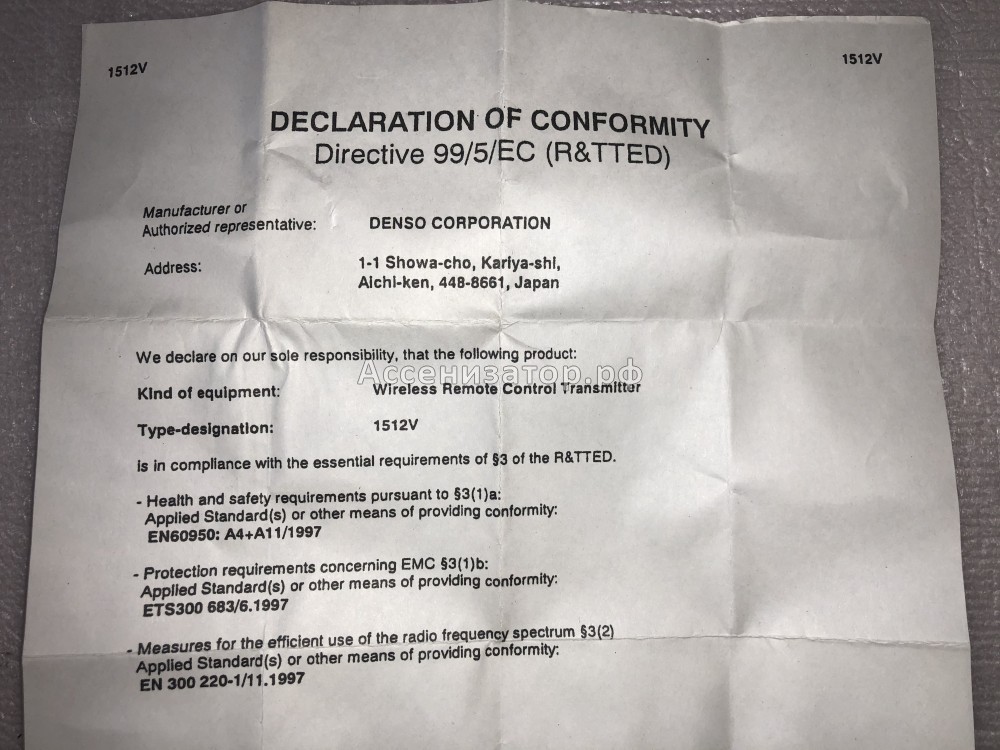 1512V
1512V
DECLARATION OF CONFORMITY
Directive 99/5/EC (R&TTED)
Manufacturer or
Authorized representative: DENSO CORPORATION
Address: 1-1 Showa-cho, Kariya-shi,
Aichi-ken, 448-8661, Japan
We declare on our sole responsibility, that the following product:
Ассенизатор.рф
Kind of equipment: Wireless Remote Control Transmitter
Type-designation: 1512V
is in compliance with the essential requirements of §3 of the R&TTED.
- Health and safety requirements pursuant to §3(1)a:
Applied Standard(s) or other means of providing conformity:
EN60950: A4+A11/1997
- Protection requirements concerning EMC §3(1)b:
Applied Standard(s) or other means of providing conformity:
ETS300 683/6.1997
- Measures for the efficient use of the radio frequency spectrum §3(2)
Applied Standard(s) or other means of providing conformity:
EN 300 220-1/11.1997